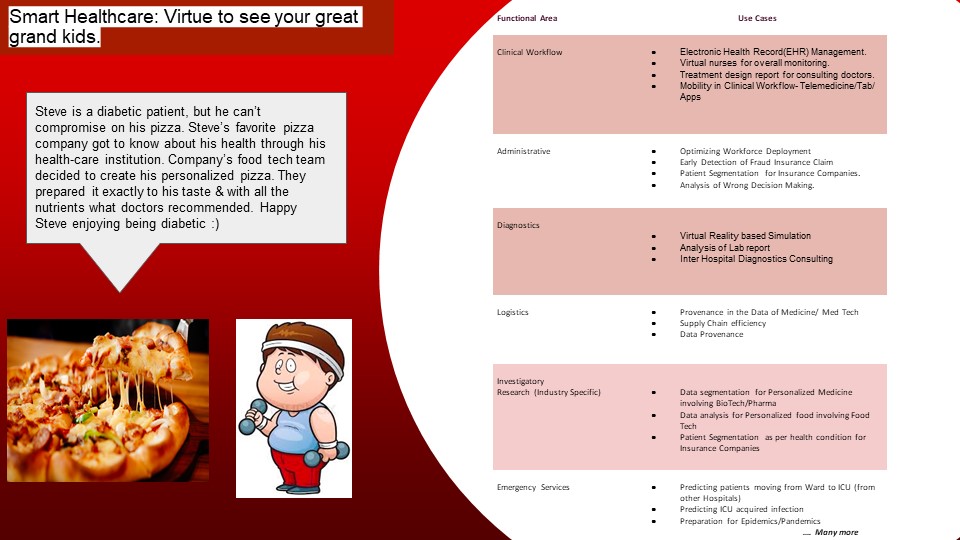 Smart Healthcare: Virtue to see your great
grand kids.
Steve is a diabetic patient, but he can't
compromise on his pizza. Steve's favorite pizza
company got to know about his health through his
health-care institution. Company's food tech team
decided to create his personalized pizza. They
prepared it exactly to his taste & with all the
nutrients what doctors recommended. Happy
Steve enjoying being diabetic :)
Functional Area Use Cases
Clinical Workflow
• Electronic Health Record(EHR) Management.
• Virtual nurses for overall monitoring.
• Treatment design report for consulting doctors.
• Mobility in Clinical Workflow- Telemedicine/Tab/
Apps
Administrative
• Optimizing Workforce Deployment
• Early Detection of Fraud Insurance Claim
• Patient Segmentation for Insurance Companies.
• Analysis of Wrong Decision Making.
Diagnostics
• Virtual Reality based Simulation
• Analysis of Lab report
• Inter Hospital Diagnostics Consulting
Logistics
• Provenance in the Data of Medicine/ Med Tech
• Supply Chain efficiency
• Data Provenance
Investigatory
Research (Industry Specific)
• Data segmentation for Personalized Medicine
involving BioTech/Pharma
• Data analysis for Personalized food involving Food
Tech
• Patient Segmentation as per health condition for
Insurance Companies
Emergency Services
• Predicting patients moving from Ward to ICU (from
other Hospitals)
• Predicting ICU acquired infection
• Preparation for Epidemics/Pandemics
.... Many more